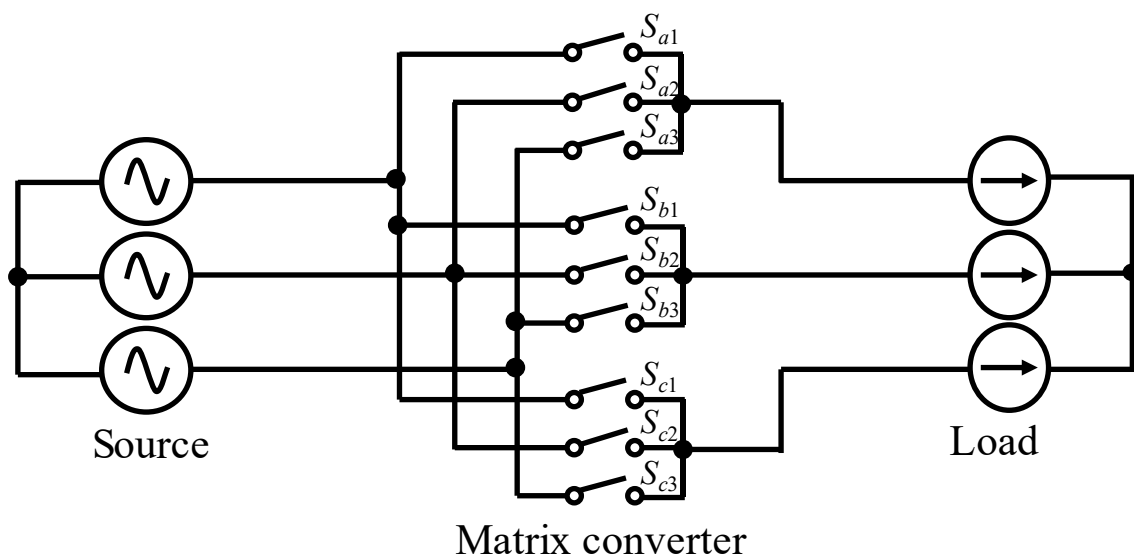 Sa1
Sa2
Sa3
Sb1
Sb2
Sb3
Sc1
Sc2
Sc3
Source
Load
Matrix converter